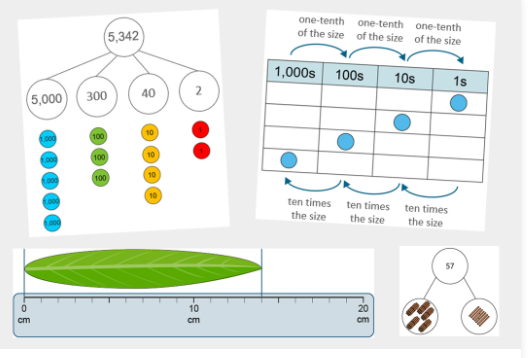 5,342
5,000
300
40
2
1,000
100
10
1
1,000
100
10
1
1,000
100
10
1,000
10
1,000
one-tenth
of the size
one-tenth
of the size
one-tenth
of the size
1,000s 100s 10s 1s
ten times
the size
ten times
the size
ten times
the size
0
cm
10
cm
20
cm
57